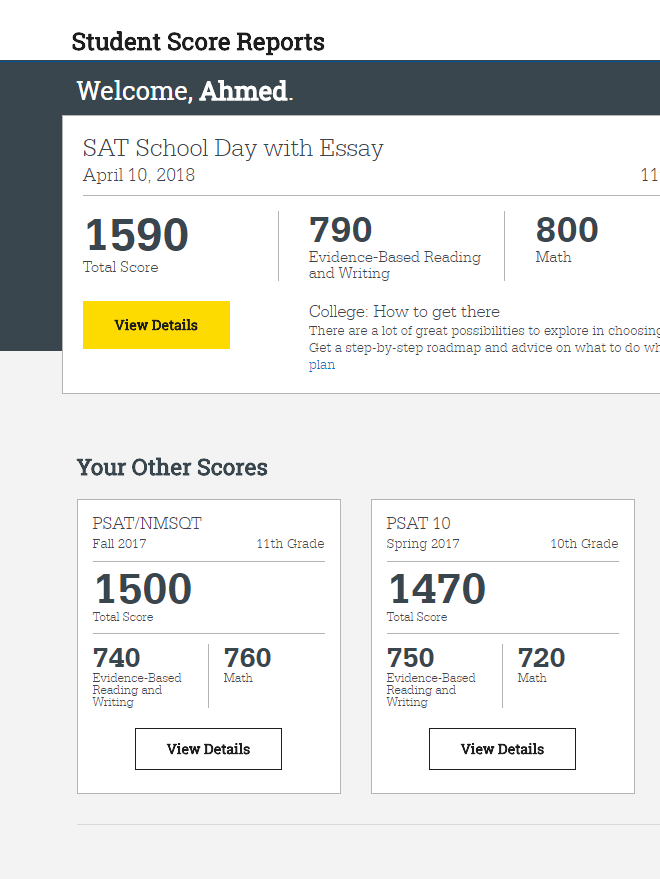 Student Score Reports
Welcome, Ahmed.
SAT School Day with Essay
April 10, 2018 11
1590 790 800
Total Score Evidence-Based Reading Math
and Writing
View Details College: How to get there
There are a lot of great possibilities to explore in choosing
Get a step-by-step roadmap and advice on what to do wh
plan
Your Other Scores
PSAT/NMSQT
Fall 2017 11th Grade
1500
Total Score
740 760
Evidence-Based Math
Reading and
Writing
View Details
PSAT 10
Spring 2017 10th Grade
1470
Total Score
750 720
Evidence-Based Math
Reading and
Writing
View Details